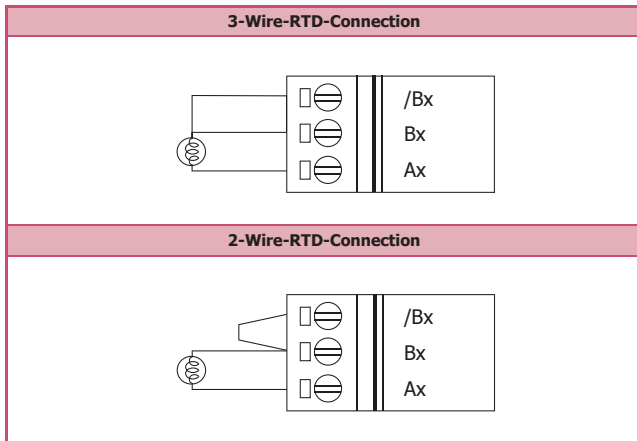 3-Wire-RTD-Connection
/Bx
Bx
Ax
2-Wire-RTD-Connection
/Bx
Bx
Ax